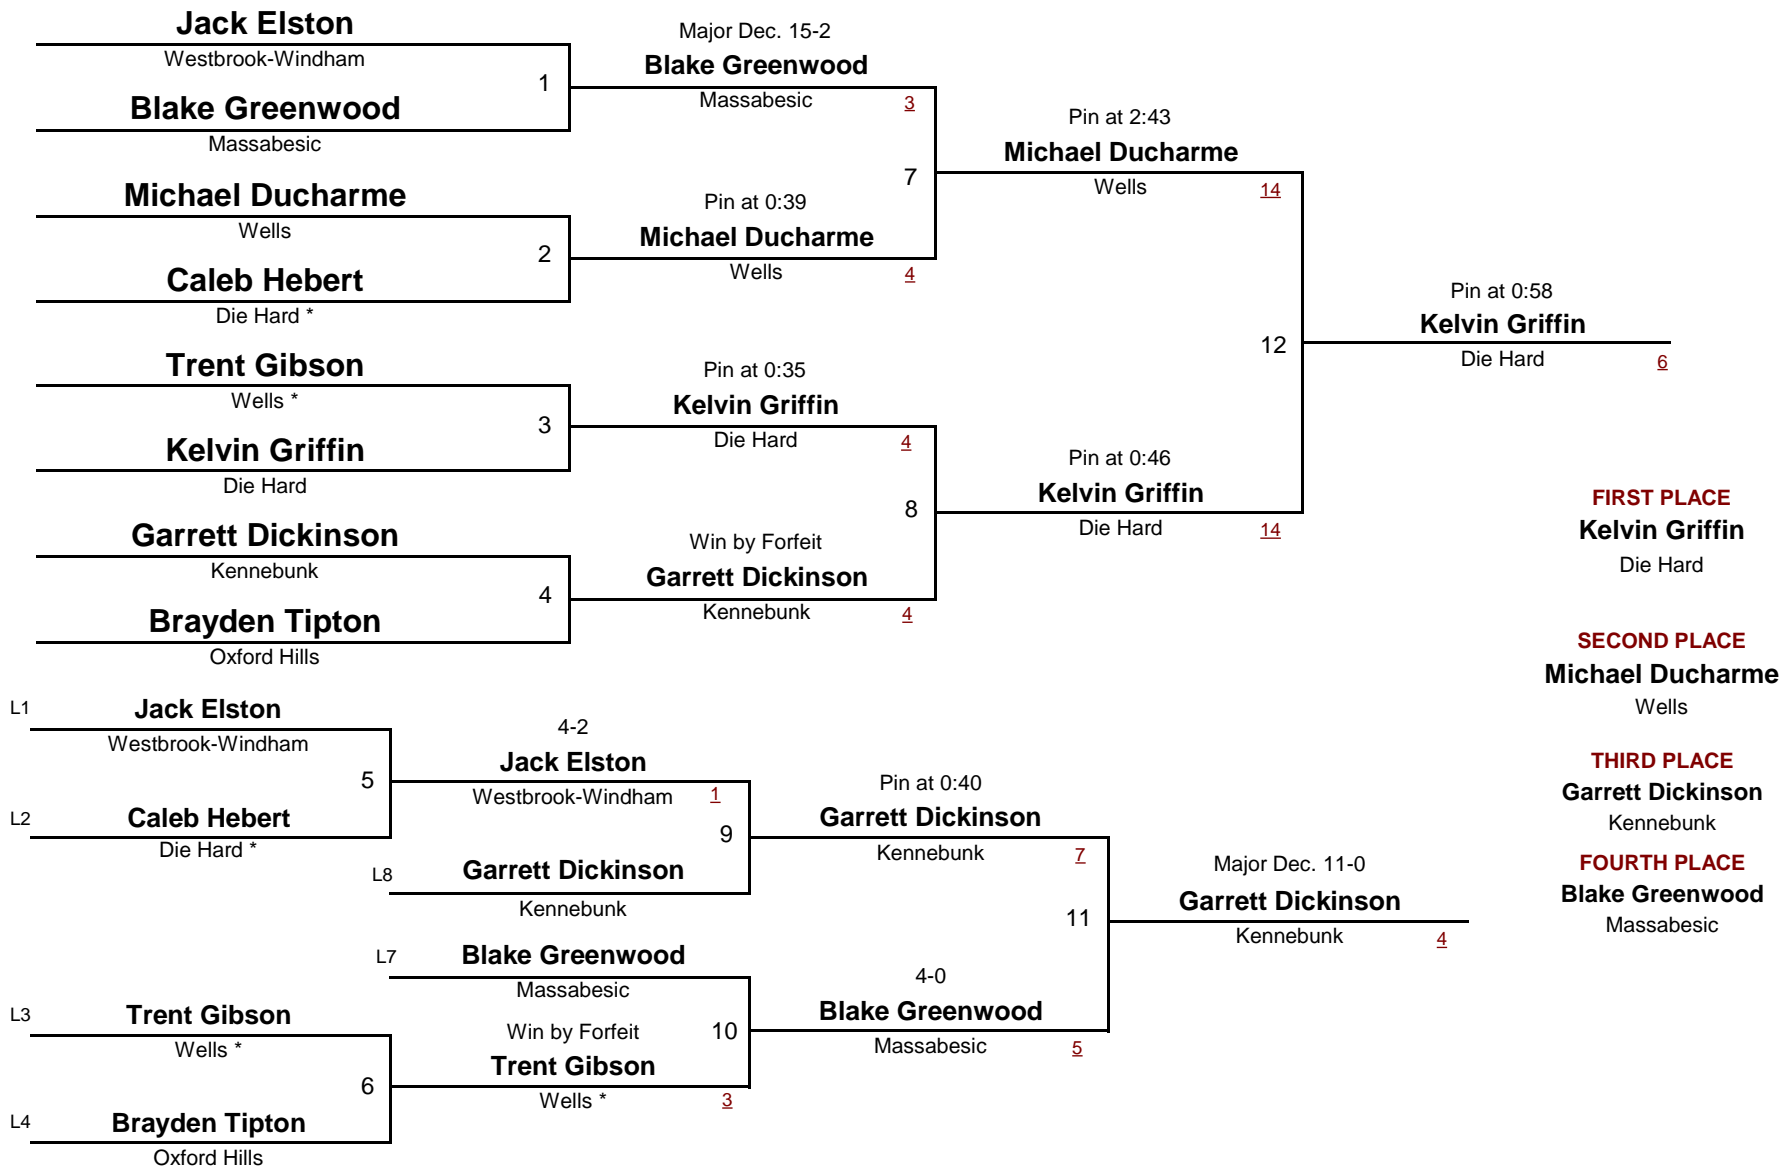 Jack Elston
Westbrook-Windham
1
Blake Greenwood
Massabesic
Major Dec. 15-2
Blake Greenwood
Massabesic
3
Michael Ducharme
Wells
2
Caleb Hebert
Die Hard *
Pin at 0:39
Michael Ducharme
Wells
4
7
Pin at 2:43
Michael Ducharme
Wells
14
Trent Gibson
Wells *
3
Kelvin Griffin
Die Hard
Pin at 0:35
Kelvin Griffin
Die Hard
4
Garrett Dickinson
Kennebunk
4
Brayden Tipton
Oxford Hills
Win by Forfeit
Garrett Dickinson
Kennebunk
4
8
Pin at 0:46
Kelvin Griffin
Die Hard
14
12
Pin at 0:58
Kelvin Griffin
Die Hard
6
FIRST PLACE
Kelvin Griffin
Die Hard
SECOND PLACE
Michael Ducharme
Wells
THIRD PLACE
Garrett Dickinson
Kennebunk
FOURTH PLACE
Blake Greenwood
Massabesic
L1
Jack Elston
Westbrook-Windham
5
L2
Caleb Hebert
Die Hard *
4-2
Jack Elston
Westbrook-Windham
1
9
L8
Garrett Dickinson
Kennebunk
Pin at 0:40
Garrett Dickinson
Kennebunk
7
L7
Blake Greenwood
Massabesic
10
L3
Trent Gibson
Wells *
6
L4
Brayden Tipton
Oxford Hills
Win by Forfeit
Trent Gibson
Wells *
3
4-0
Blake Greenwood
Massabesic
5
11
Major Dec. 11-0
Garrett Dickinson
Kennebunk
4